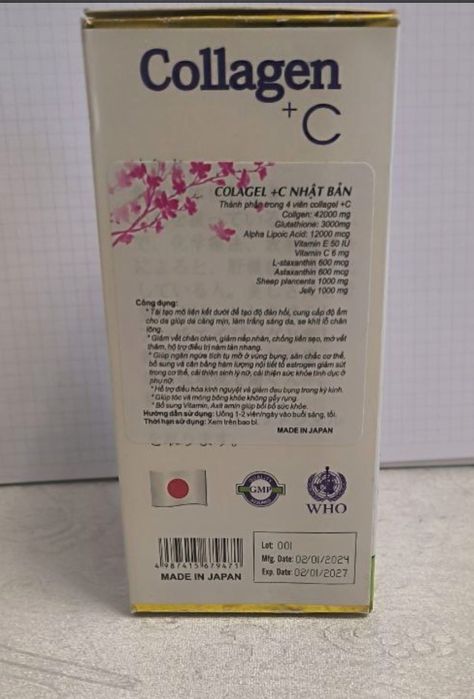 Collagen
+C
COLAGEL +C NHẬT BẢN
Thành phần trong 4 viên collagel +C
Collgen: 42000 mg
Glutathione: 3000mg
Alpha Lipoic Acid: 12000 mcg
Vitamin E 50 IU
Vitamin C 6 mg
L-staxanthin 600 mcg
Astaxanthin 600 mcg
Sheep plancenta 1000 mg
Jelly 1000 mg
Công dụng:
* Tái tạo mô liên kết dưới để tạo độ đàn hồi, cung cấp độ ẩm
cho da giúp da căng mịn, làm trắng sáng da, se khít lỗ chân
lông.
* Giảm vết chân chim, giảm nếp nhăn, chống liền sẹo, mờ vết
thâm, hộ trợ điều trị nám tàn nhang.
* Giúp ngăn ngừa tích tụ mỡ ở vùng bụng, săn chắc cơ thể,
bổ sung và cân bằng hàm lượng nội tiết tố estrogen giảm sút
trong cơ thể, cải thiện sinh lý nữ, cải thiện sức khỏe tình dục ở
phụ nữ.
* Hỗ trợ điều hòa kinh nguyệt và giảm đeu bụng trong kỳ kinh.
* Giúp tóc và móng bóng khỏe không gẫy rụng.
* Bổ sung Vitamin, Axit amin giúp bồi bổ sức khỏe.
Hướng dẫn sử dụng: Uống 1-2 viên/ngày vào buổi sáng, tối.
Thời hạn sử dụng: Xem trên bao bì.
MADE IN JAPAN
GMP
WHO
4987415679471
MADE IN JAPAN
Lot: 001
Mfg. Date: 02/01/2024
Exp. Date: 02/01/2027